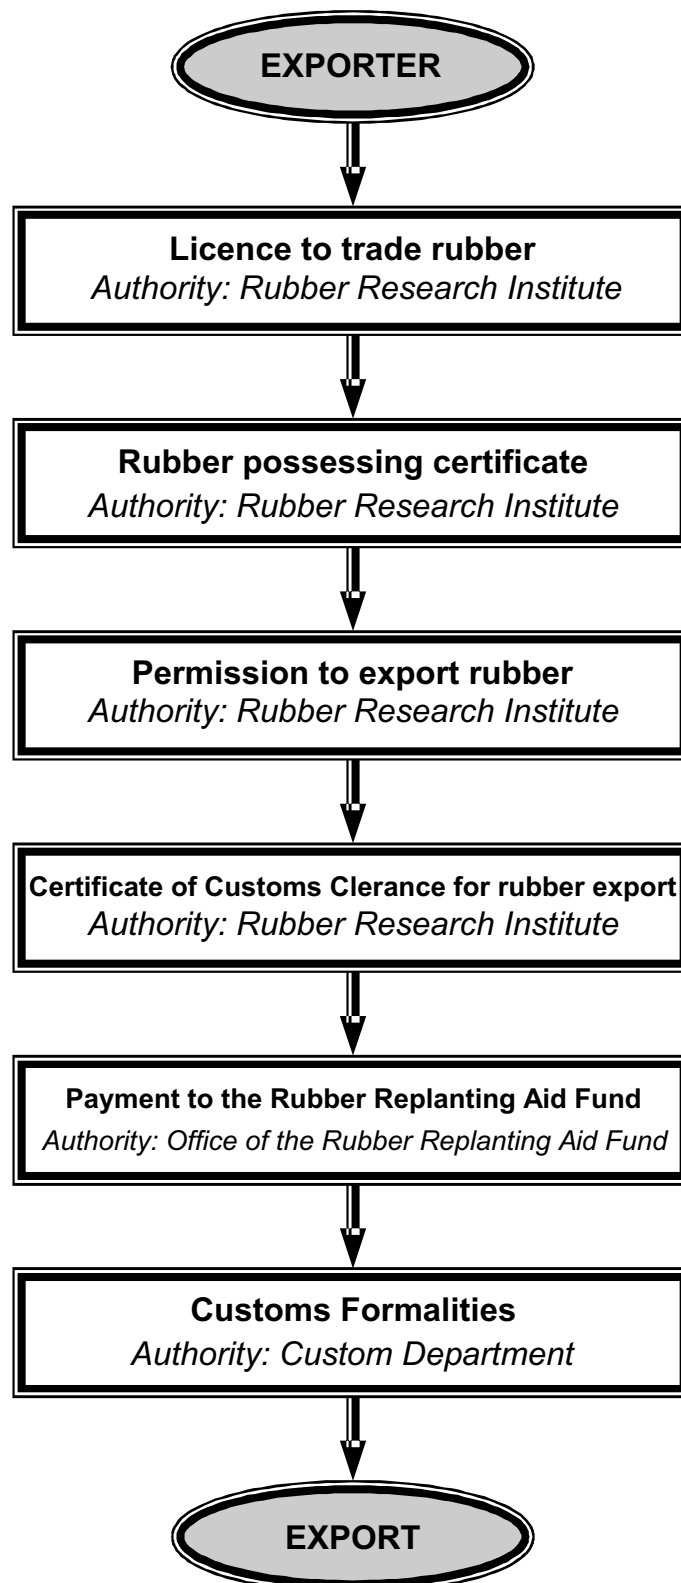 EXPORTER
Licence to trade rubber
Authority: Rubber Research Institute
Rubber possessing certificate
Authority: Rubber Research Institute
Permission to export rubber
Authority: Rubber Research Institute
Certificate of Customs Clerance for rubber export
Authority: Rubber Research Institute
Payment to the Rubber Replanting Aid Fund
Authority: Office of the Rubber Replanting Aid Fund
Customs Formalities
Authority: Custom Department
EXPORT